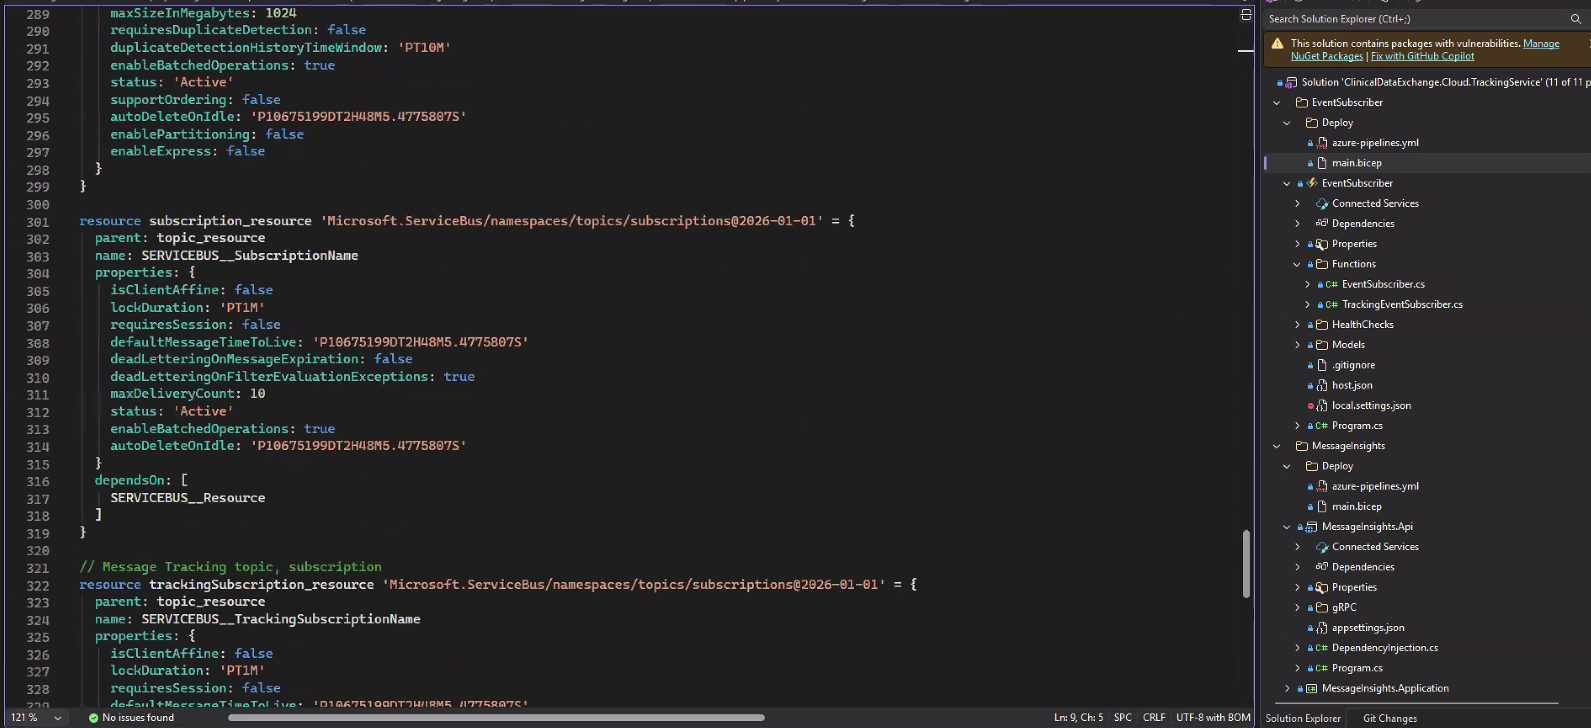 289 maxSizeInMegabytes: 1024
290 requiresDuplicateDetection: false
291 duplicateDetectionHistoryTimeWindow: 'PT10M'
292 enableBatchedOperations: true
293 status: 'Active'
294 supportOrdering: false
295 autoDeleteOnIdle: 'P10675199DT2H48M5.4775807S'
296 enablePartitioning: false
297 enableExpress: false
298 }
299 }
300
301 resource subscription_resource 'Microsoft.ServiceBus/namespaces/topics/subscriptions@2026-01-01' = {
302 parent: topic_resource
303 name: SERVICEBUS__SubscriptionName
304 properties: {
305 isClientAffine: false
306 lockDuration: 'PT1M'
307 requiresSession: false
308 defaultMessageTimeToLive: 'P10675199DT2H48M5.4775807S'
309 deadLetteringOnMessageExpiration: false
310 deadLetteringOnFilterEvaluationExceptions: true
311 maxDeliveryCount: 10
312 status: 'Active'
313 enableBatchedOperations: true
314 autoDeleteOnIdle: 'P10675199DT2H48M5.4775807S'
315 }
316 dependsOn: [
317 SERVICEBUS__Resource
318 ]
319 }
320
321 // Message Tracking topic, subscription
322 resource trackingSubscription_resource 'Microsoft.ServiceBus/namespaces/topics/subscriptions@2026-01-01' = {
323 parent: topic_resource
324 name: SERVICEBUS__TrackingSubscriptionName
325 properties: {
326 isClientAffine: false
327 lockDuration: 'PT1M'
328 requiresSession: false
329 defaultMessageTimeToLive: 'P10675199DT2H48M5.4775807S'
121 %
No issues found
Ln: 9, Ch: 5 SPC CRLF UTF-8 with BOM
Search Solution Explorer (Ctrl+;)
This solution contains packages with vulnerabilities. Manage
NuGet Packages | Fix with GitHub Copilot
Solution 'ClinicalDataExchange.Cloud.TrackingService' (11 of 11 p
EventSubscriber
Deploy
azure-pipelines.yml
main.bicep
EventSubscriber
Connected Services
Dependencies
Properties
Functions
C# EventSubscriber.cs
C# TrackingEventSubscriber.cs
HealthChecks
Models
.gitignore
host.json
local.settings.json
C# Program.cs
MessageInsights
Deploy
azure-pipelines.yml
main.bicep
MessageInsights.Api
Connected Services
Dependencies
Properties
gRPC
appsettings.json
C# DependencyInjection.cs
C# Program.cs
MessageInsights.Application
Solution Explorer Git Changes